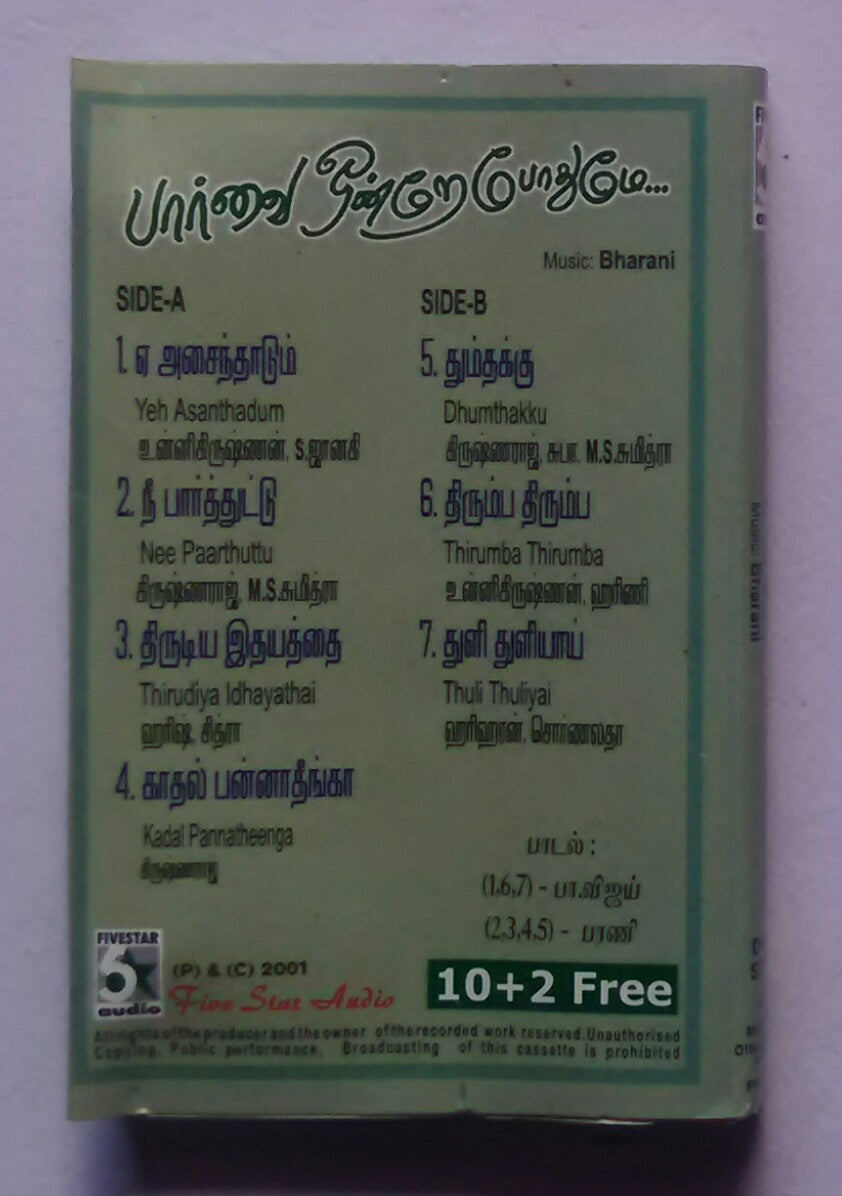 பார்வை ஒன்றே போதுமே...
Music: Bharani
SIDE-A
1. ஏ அசைந்தாடும்
Yeh Asanthadum
உன்னிகிருஷ்ணன், S.ஜானகி
2. நீ பார்த்துட்டு
Nee Paarthuttu
கிருஷ்ணராஜ், M.S.சுமித்ரா
3. திருடிய இதயத்தை
Thirudiya Idhayathai
ஹரிஷ், சித்ரா
4. காதல் பன்னாதீங்கா
Kadal Pannatheenga
கிருஷ்ணராஜ்
SIDE-B
5. தும்தக்கு
Dhumthakku
கிருஷ்ணராஜ், சுபா, M.S.சுமித்ரா
6. திரும்ப திரும்ப
Thirumba Thirumba
உன்னிகிருஷ்ணன், ஹரிணி
7. துளி துளியாய்
Thuli Thuliyai
ஹரிஹரன், சொர்ணலதா
பாடல் :
(1,6,7) - பா.விஜய்
(2,3,4,5) - பரணி
FIVESTAR
5
audio
(P) & (C) 2001
Five Star Audio
10+2 Free
All rights of the producer and the owner of the recorded work reserved. Unauthorised
Copying, Public performance, Broadcasting of this cassette is prohibited
Music: Bharani